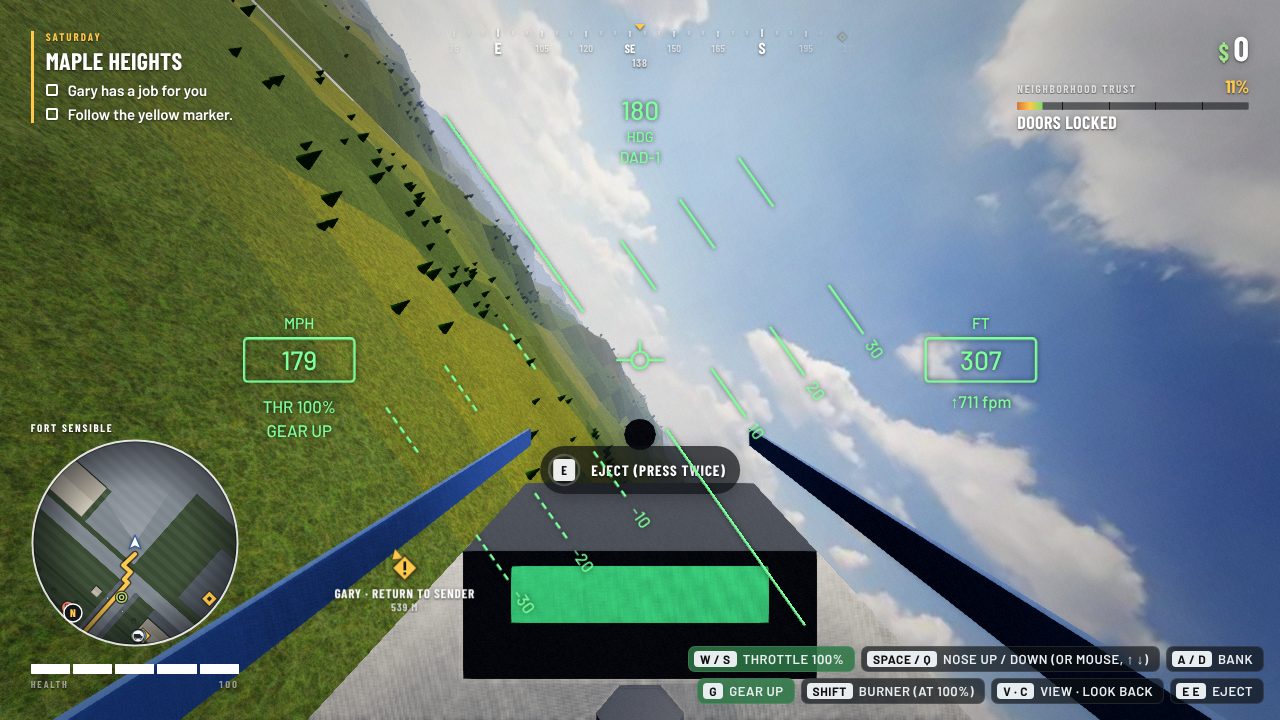 SATURDAY
MAPLE HEIGHTS
Gary has a job for you
Follow the yellow marker.
E 105 120 SE 150 165 S 195
138
180
HDG
DAD-1
$0
NEIGHBORHOOD TRUST 11%
DOORS LOCKED
MPH
179
THR 100%
GEAR UP
FT
307
↑711 fpm
30
20
10
-10
-20
-30
E EJECT (PRESS TWICE)
GARY · RETURN TO SENDER
539 M
FORT SENSIBLE
N
HEALTH 100
W / S THROTTLE 100%
SPACE / Q NOSE UP / DOWN (OR MOUSE, ↑ ↓)
A / D BANK
G GEAR UP
SHIFT BURNER (AT 100%)
V · C VIEW · LOOK BACK
E E EJECT